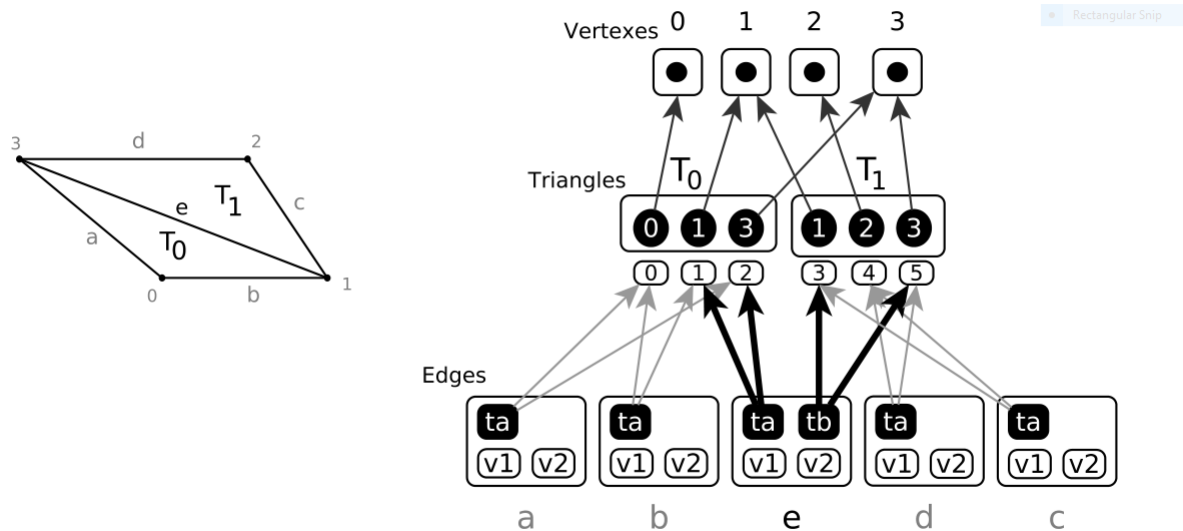 Rectangular Snip
Vertexes 0 1 2 3
3 d 2
T1
e
c
a
T0
0 b 1
Triangles T0 T1
0 1 3 1 2 3
0 1 2 3 4 5
Edges
ta ta ta tb ta ta
v1 v2 v1 v2 v1 v2 v1 v2 v1 v2
a b e d c